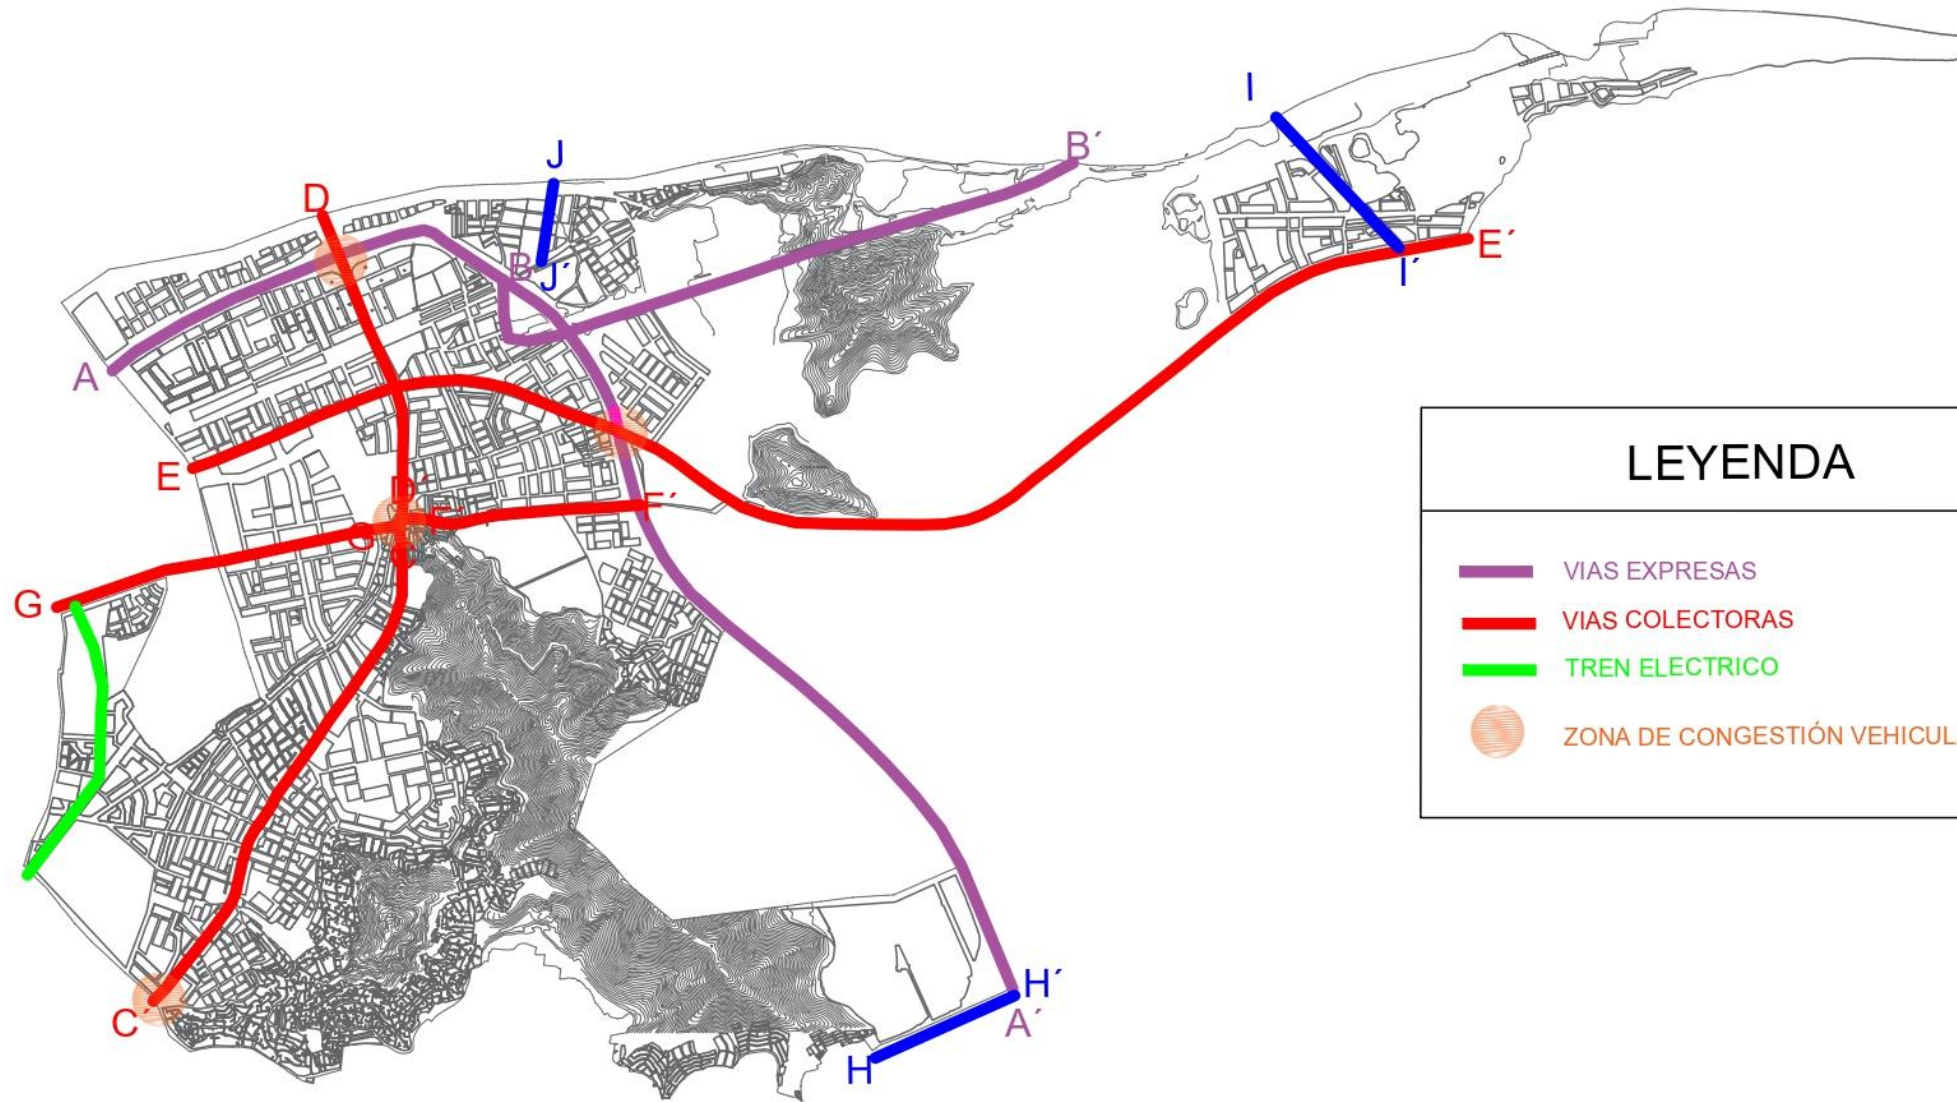 I
J
B´
D
E´
B
J´
I´
A
LEYENDA
E
D´
F´
G
VIAS EXPRESAS
G
VIAS COLECTORAS
TREN ELECTRICO
ZONA DE CONGESTIÓN VEHICUL
H´
C´
A´
H